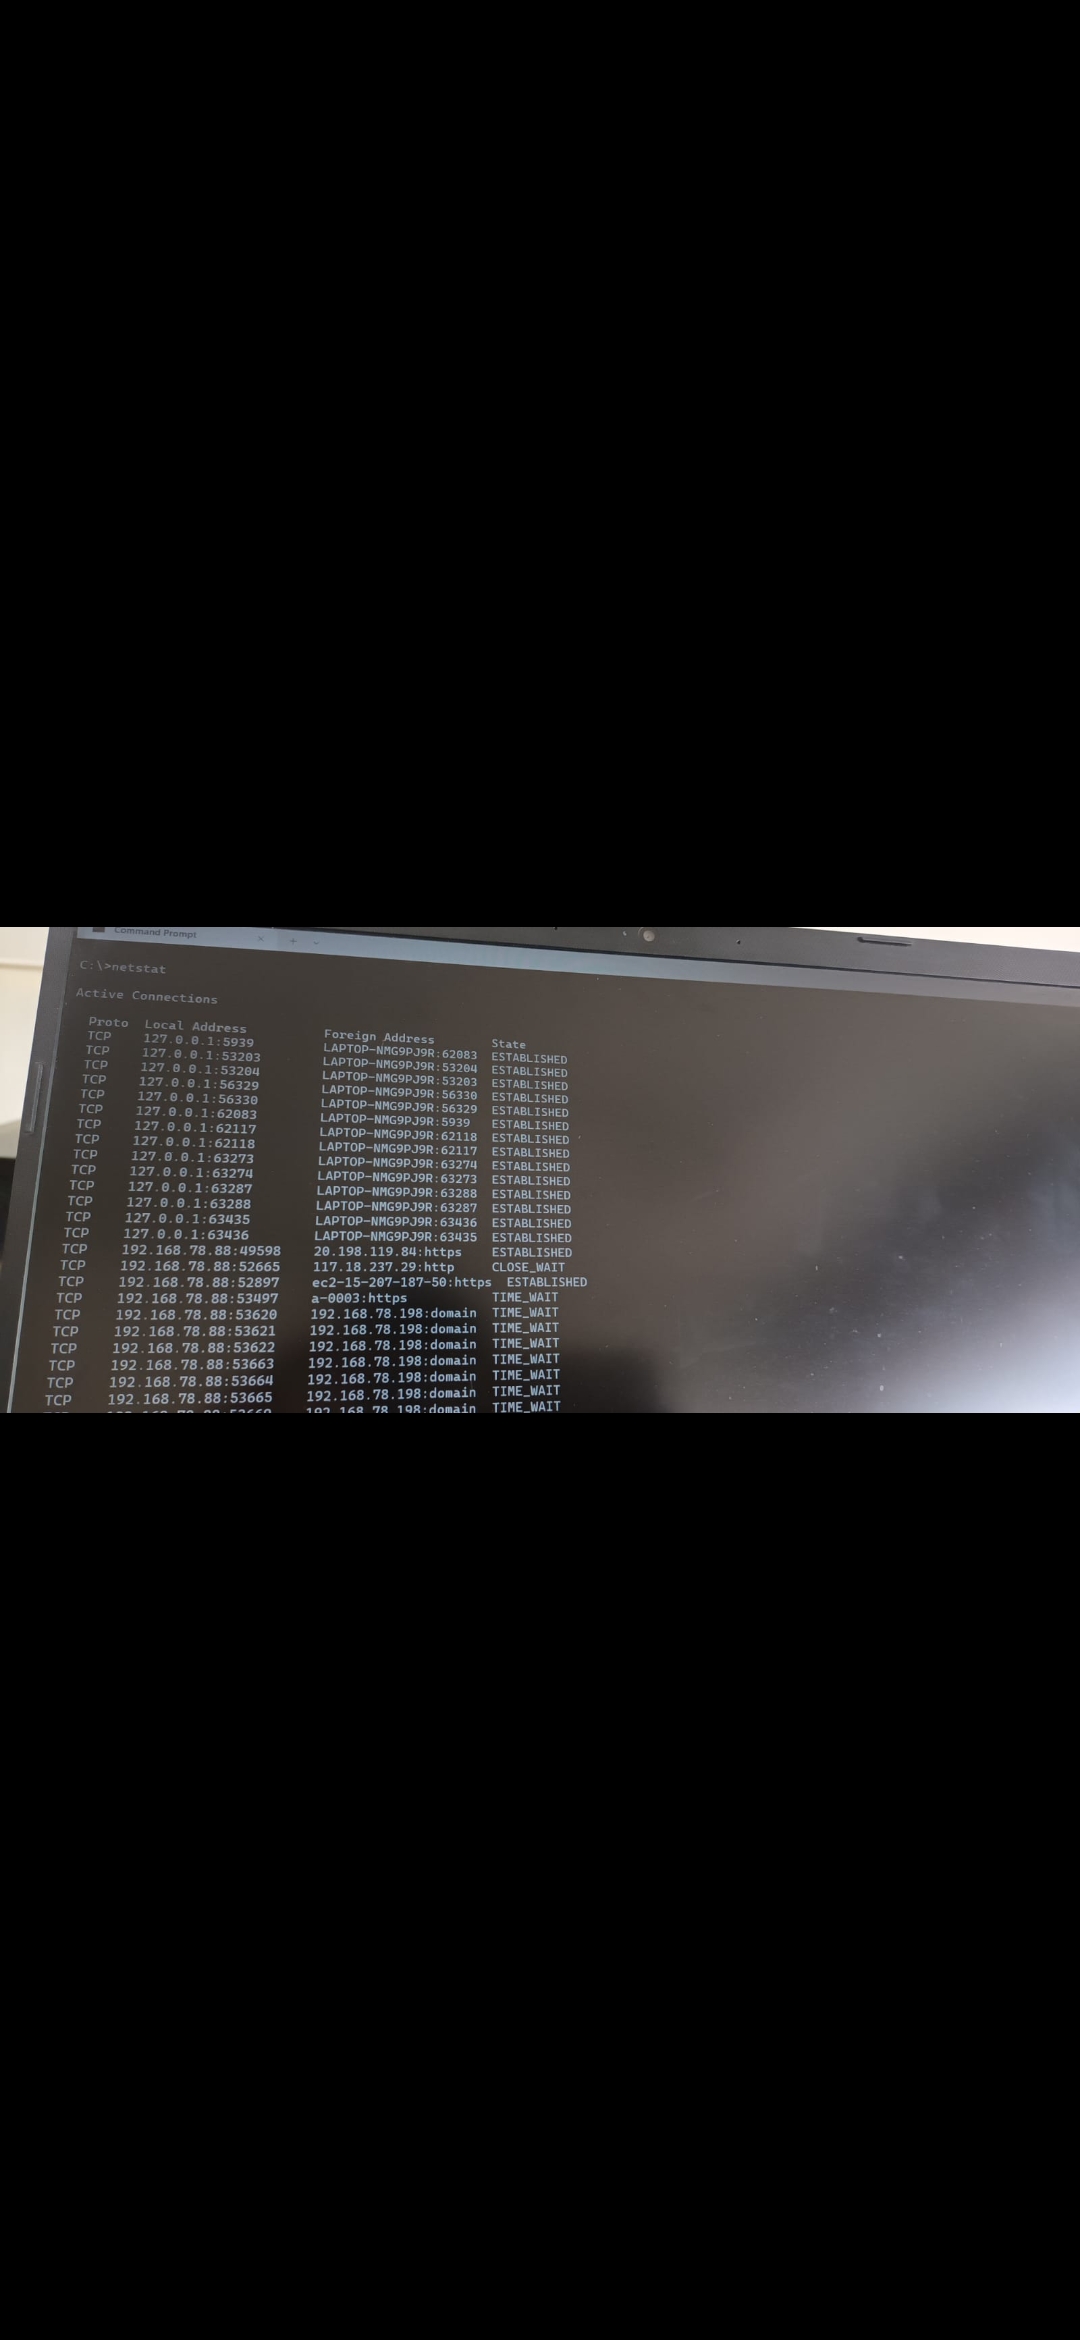 Command Prompt
C:\>netstat
Active Connections
Proto  Local Address          Foreign Address        State
TCP    127.0.0.1:5939         LAPTOP-NMG9PJ9R:62083  ESTABLISHED
TCP    127.0.0.1:53203        LAPTOP-NMG9PJ9R:53204  ESTABLISHED
TCP    127.0.0.1:53204        LAPTOP-NMG9PJ9R:53203  ESTABLISHED
TCP    127.0.0.1:56329        LAPTOP-NMG9PJ9R:56330  ESTABLISHED
TCP    127.0.0.1:56330        LAPTOP-NMG9PJ9R:56329  ESTABLISHED
TCP    127.0.0.1:62083        LAPTOP-NMG9PJ9R:5939   ESTABLISHED
TCP    127.0.0.1:62117        LAPTOP-NMG9PJ9R:62118  ESTABLISHED
TCP    127.0.0.1:62118        LAPTOP-NMG9PJ9R:62117  ESTABLISHED
TCP    127.0.0.1:63273        LAPTOP-NMG9PJ9R:63274  ESTABLISHED
TCP    127.0.0.1:63274        LAPTOP-NMG9PJ9R:63273  ESTABLISHED
TCP    127.0.0.1:63287        LAPTOP-NMG9PJ9R:63288  ESTABLISHED
TCP    127.0.0.1:63288        LAPTOP-NMG9PJ9R:63287  ESTABLISHED
TCP    127.0.0.1:63435        LAPTOP-NMG9PJ9R:63436  ESTABLISHED
TCP    127.0.0.1:63436        LAPTOP-NMG9PJ9R:63435  ESTABLISHED
TCP    192.168.78.88:49598    20.198.119.84:https    ESTABLISHED
TCP    192.168.78.88:52665    117.18.237.29:http     CLOSE_WAIT
TCP    192.168.78.88:52897    ec2-15-207-187-50:https  ESTABLISHED
TCP    192.168.78.88:53497    a-0003:https           TIME_WAIT
TCP    192.168.78.88:53620    192.168.78.198:domain  TIME_WAIT
TCP    192.168.78.88:53621    192.168.78.198:domain  TIME_WAIT
TCP    192.168.78.88:53622    192.168.78.198:domain  TIME_WAIT
TCP    192.168.78.88:53663    192.168.78.198:domain  TIME_WAIT
TCP    192.168.78.88:53664    192.168.78.198:domain  TIME_WAIT
TCP    192.168.78.88:53665    192.168.78.198:domain  TIME_WAIT
192.168.78.198:domain  TIME_WAIT